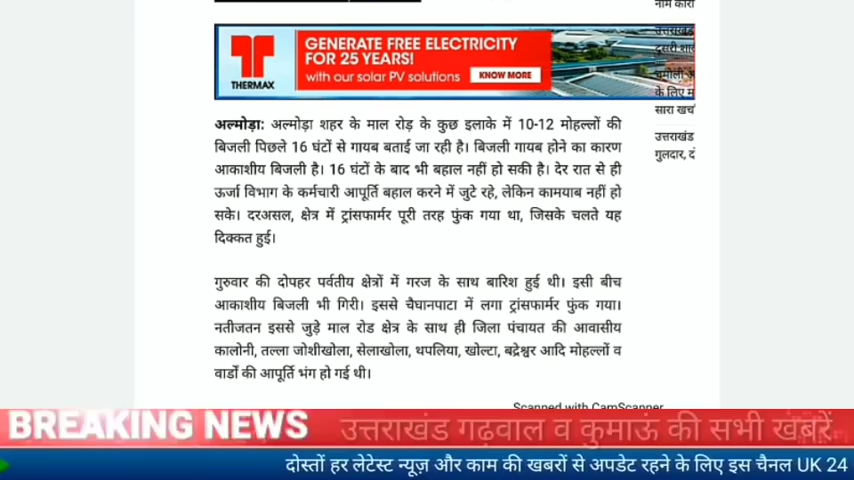 नाम कारा
GENERATE FREE ELECTRICITY
FOR 25 YEARS!
with our solar PV solutions KNOW MORE
THERMAX
उत्तराखंड
दूसरी शा
चमोली
के लिए म
सारा खर्च
उत्तराखंड
गुलदार, दं
अल्मोड़ा: अल्मोड़ा शहर के माल रोड़ के कुछ इलाके में 10-12 मोहल्लों की
बिजली पिछले 16 घंटों से गायब बताई जा रही है। बिजली गायब होने का कारण
आकाशीय बिजली है। 16 घंटों के बाद भी बहाल नहीं हो सकी है। देर रात से ही
ऊर्जा विभाग के कर्मचारी आपूर्ति बहाल करने में जुटे रहे, लेकिन कामयाब नहीं हो
सके। दरअसल, क्षेत्र में ट्रांसफार्मर पूरी तरह फुंक गया था, जिसके चलते यह
दिक्कत हुई।
गुरुवार की दोपहर पर्वतीय क्षेत्रों में गरज के साथ बारिश हुई थी। इसी बीच
आकाशीय बिजली भी गिरी। इससे चैघानपाटा में लगा ट्रांसफार्मर फुंक गया।
नतीजतन इससे जुड़े माल रोड क्षेत्र के साथ ही जिला पंचायत की आवासीय
कालोनी, तल्ला जोशीखोला, सेलाखोला, थपलिया, खोल्टा, बद्रेश्वर आदि मोहल्लों व
वार्डों की आपूर्ति भंग हो गई थी।
Scanned with CamScanner
BREAKING NEWS उत्तराखंड गढ़वाल व कुमाऊं की सभी खबरें
दोस्तों हर लेटेस्ट न्यूज़ और काम की खबरों से अपडेट रहने के लिए इस चैनल UK 24